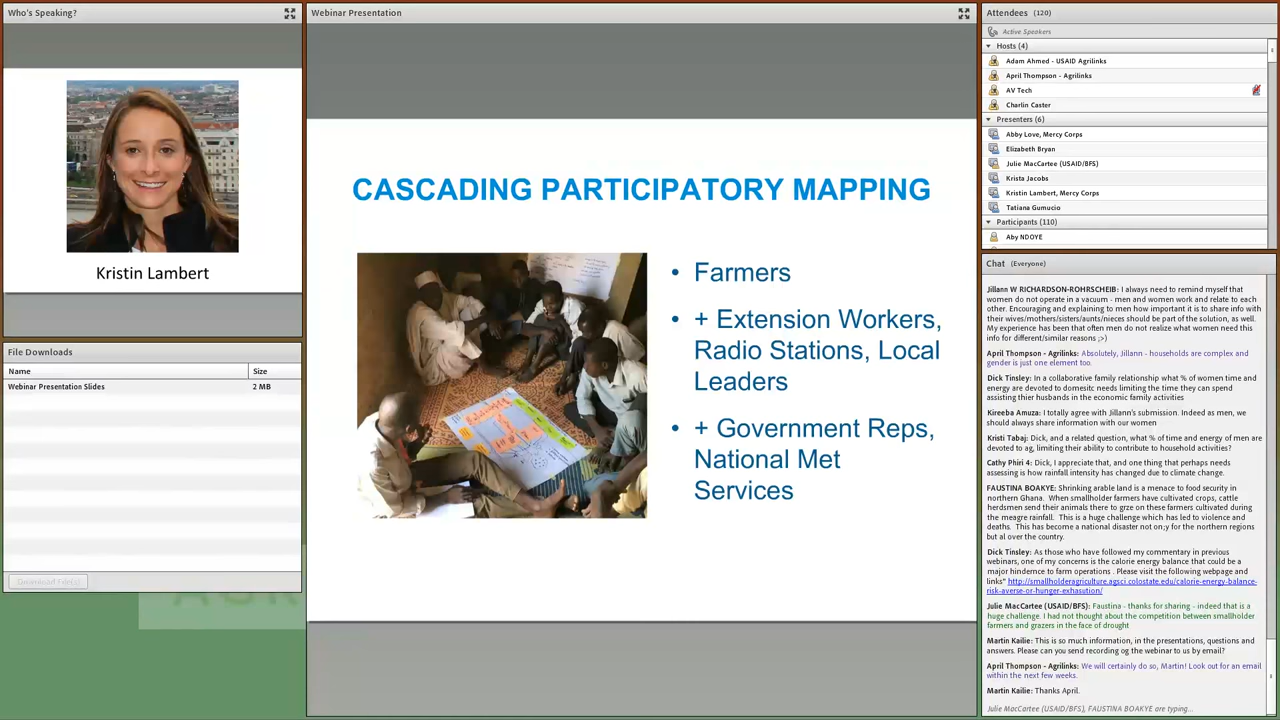 Who's Speaking?
Kristin Lambert
File Downloads
Name
Size
Webinar Presentation Slides
2 MB
Download File(s)
Webinar Presentation
CASCADING PARTICIPATORY MAPPING
• Farmers
• + Extension Workers,
Radio Stations, Local
Leaders
• + Government Reps,
National Met
Services
Attendees (120)
Active Speakers
Hosts (4)
Adam Ahmed - USAID Agrilinks
April Thompson - Agrilinks
AV Tech
Charlin Caster
Presenters (6)
Abby Love, Mercy Corps
Elizabeth Bryan
Julie MacCartee (USAID/BFS)
Krista Jacobs
Kristin Lambert, Mercy Corps
Tatiana Gumucio
Participants (110)
Aby NDOYE
Chat (Everyone)
Jillann W RICHARDSON-ROHRSCHEIB: I always need to remind myself that
women do not operate in a vacuum - men and women work and relate to each
other. Encouraging and explaining to men how important it is to share info with
their wives/mothers/sisters/aunts/nieces should be part of the solution, as well.
My experience has been that often men do not realize what women need this
info for different/similar reasons ;>)
April Thompson - Agrilinks: Absolutely, Jillann - households are complex and
gender is just one element too.
Dick Tinsley: In a collaborative family relationship what % of women time and
energy are devoted to domesitc needs limiting the time they can spend
assisting thier husbands in the economic family activities
Kireeba Amuza: I totally agree with Jillann's submission. Indeed as men, we
should always share information with our women
Kristi Tabaj: Dick, and a related question, what % of time and energy of men are
devoted to ag, limiting their ability to contribute to household activities?
Cathy Phiri 4: Dick, I appreciate that, and one thing that perhaps needs
assessing is how rainfall intensity has changed due to climate change.
FAUSTINA BOAKYE: Shrinking arable land is a menace to food security in
northern Ghana. When smallholder farmers have cultivated crops, cattle
herdsmen send their animals there to grze on these farmers cultivated during
the meagre rainfall. This is a huge challenge which has led to violence and
deaths. This has become a national disaster not on;y for the northern regions
but al over the country.
Dick Tinsley: As those who have followed my commentary in previous
webinars, one of my concerns is the calorie energy balance that could be a
major hindernce to farm operations . Please visit the following webpage and
links" http://smallholderagriculture.agsci.colostate.edu/calorie-energy-balance-
risk-averse-or-hunger-exhasution/
Julie MacCartee (USAID/BFS): Faustina - thanks for sharing - indeed that is a
huge challenge. I had not thought about the competition between smallholder
farmers and grazers in the face of drought
Martin Kailie: This is so much information, in the presentations, questions and
answers. Please can you send recording og the webinar to us by email?
April Thompson - Agrilinks: We will certainly do so, Martin! Look out for an email
within the next few weeks.
Martin Kailie: Thanks April.
Julie MacCartee (USAID/BFS), FAUSTINA BOAKYE are typing...